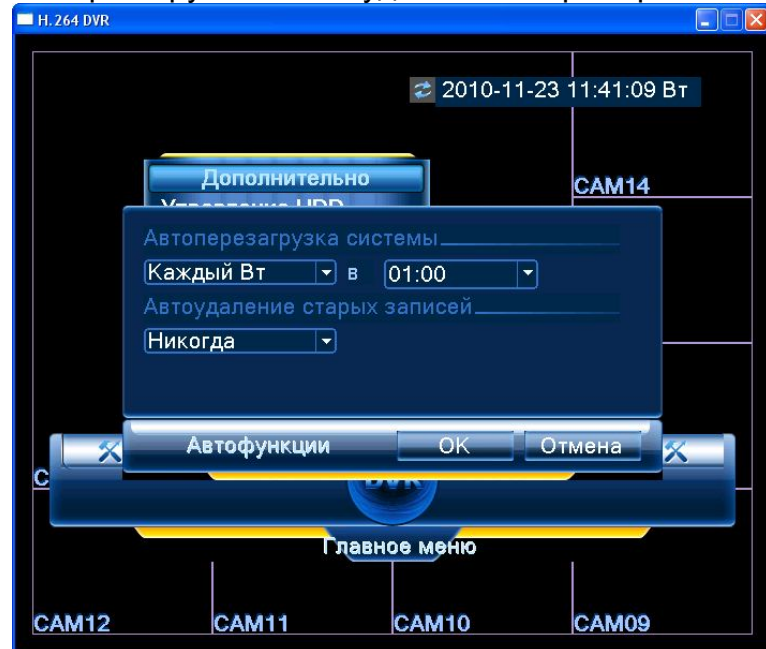 H.264 DVR
2010-11-23 11:41:09 Вт
Дополнительно
CAM14
Автоперезагрузка системы
Каждый Вт в 01:00
Автоудаление старых записей
Никогда
Автофункции OK Отмена
DVR
Главное меню
CAM12 CAM11 CAM10 CAM09